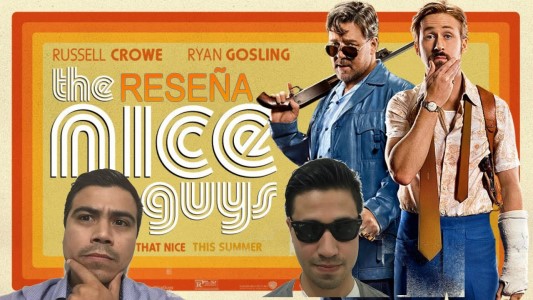 RUSSELL CROWE RYAN GOSLING
the RESEÑA
nice
guys
THAT NICE THIS SUMMER